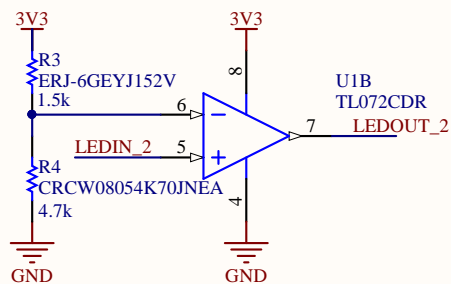 3V3
3V3
R3
ERJ-6GEYJ152V
1.5k
8
U1B
TL072CDR
6
7
LEDOUT_2
LEDIN_2
5
R4
CRCW08054K70JNEA
4.7k
4
GND
GND